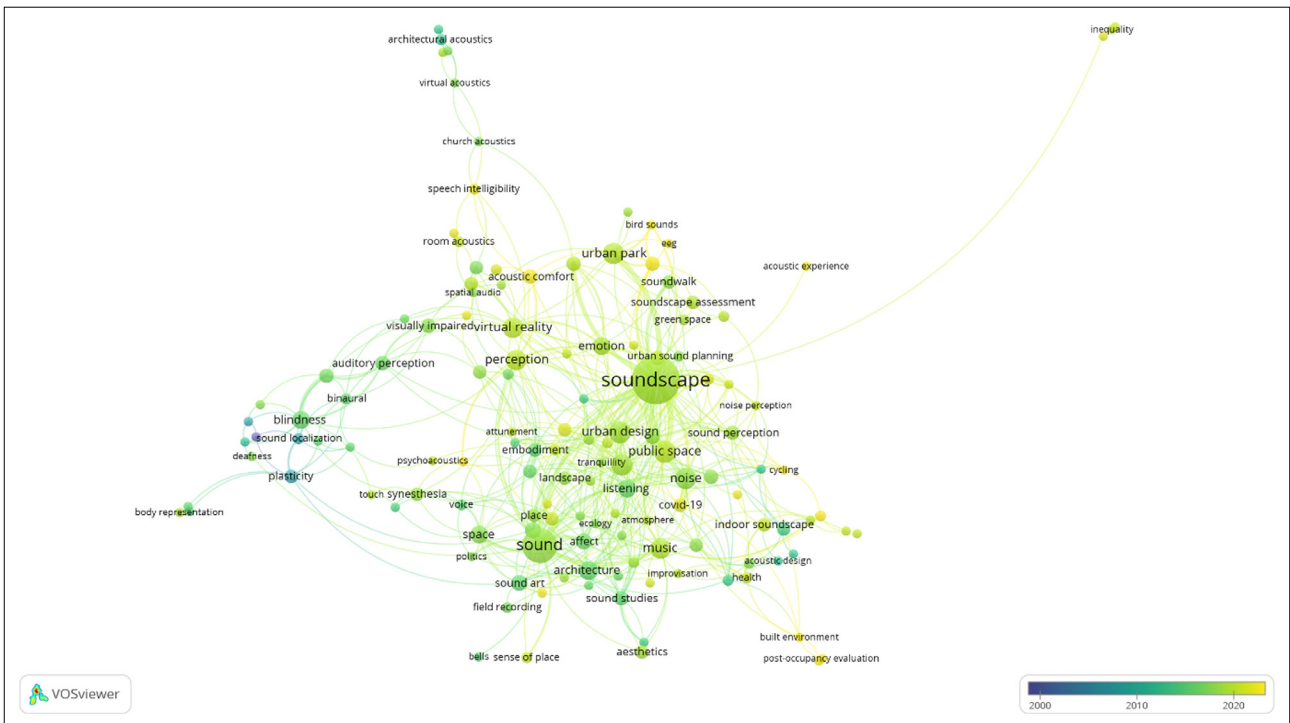 inequality
architectural acoustics
virtual acoustics
church acoustics
speech intelligibility
bird sounds
room acoustics
eeg
urban park
acoustic experience
acoustic comfort
soundwalk
spatial audio
soundscape assessment
green space
visually impaired
virtual reality
emotion
urban sound planning
perception
auditory perception
soundscape
binaural
noise perception
blindness
attunement
urban design
sound perception
sound localization
embodiment
public space
deafness
psychoacoustics
tranquillity
cycling
plasticity
landscape
noise
touch
synesthesia
listening
voice
covid-19
body representation
place
ecology
atmosphere
indoor soundscape
space
sound
affect
music
politics
acoustic design
architecture
improvisation
health
sound art
sound studies
field recording
built environment
aesthetics
bells
sense of place
post-occupancy evaluation
VOSviewer
2000
2010
2020